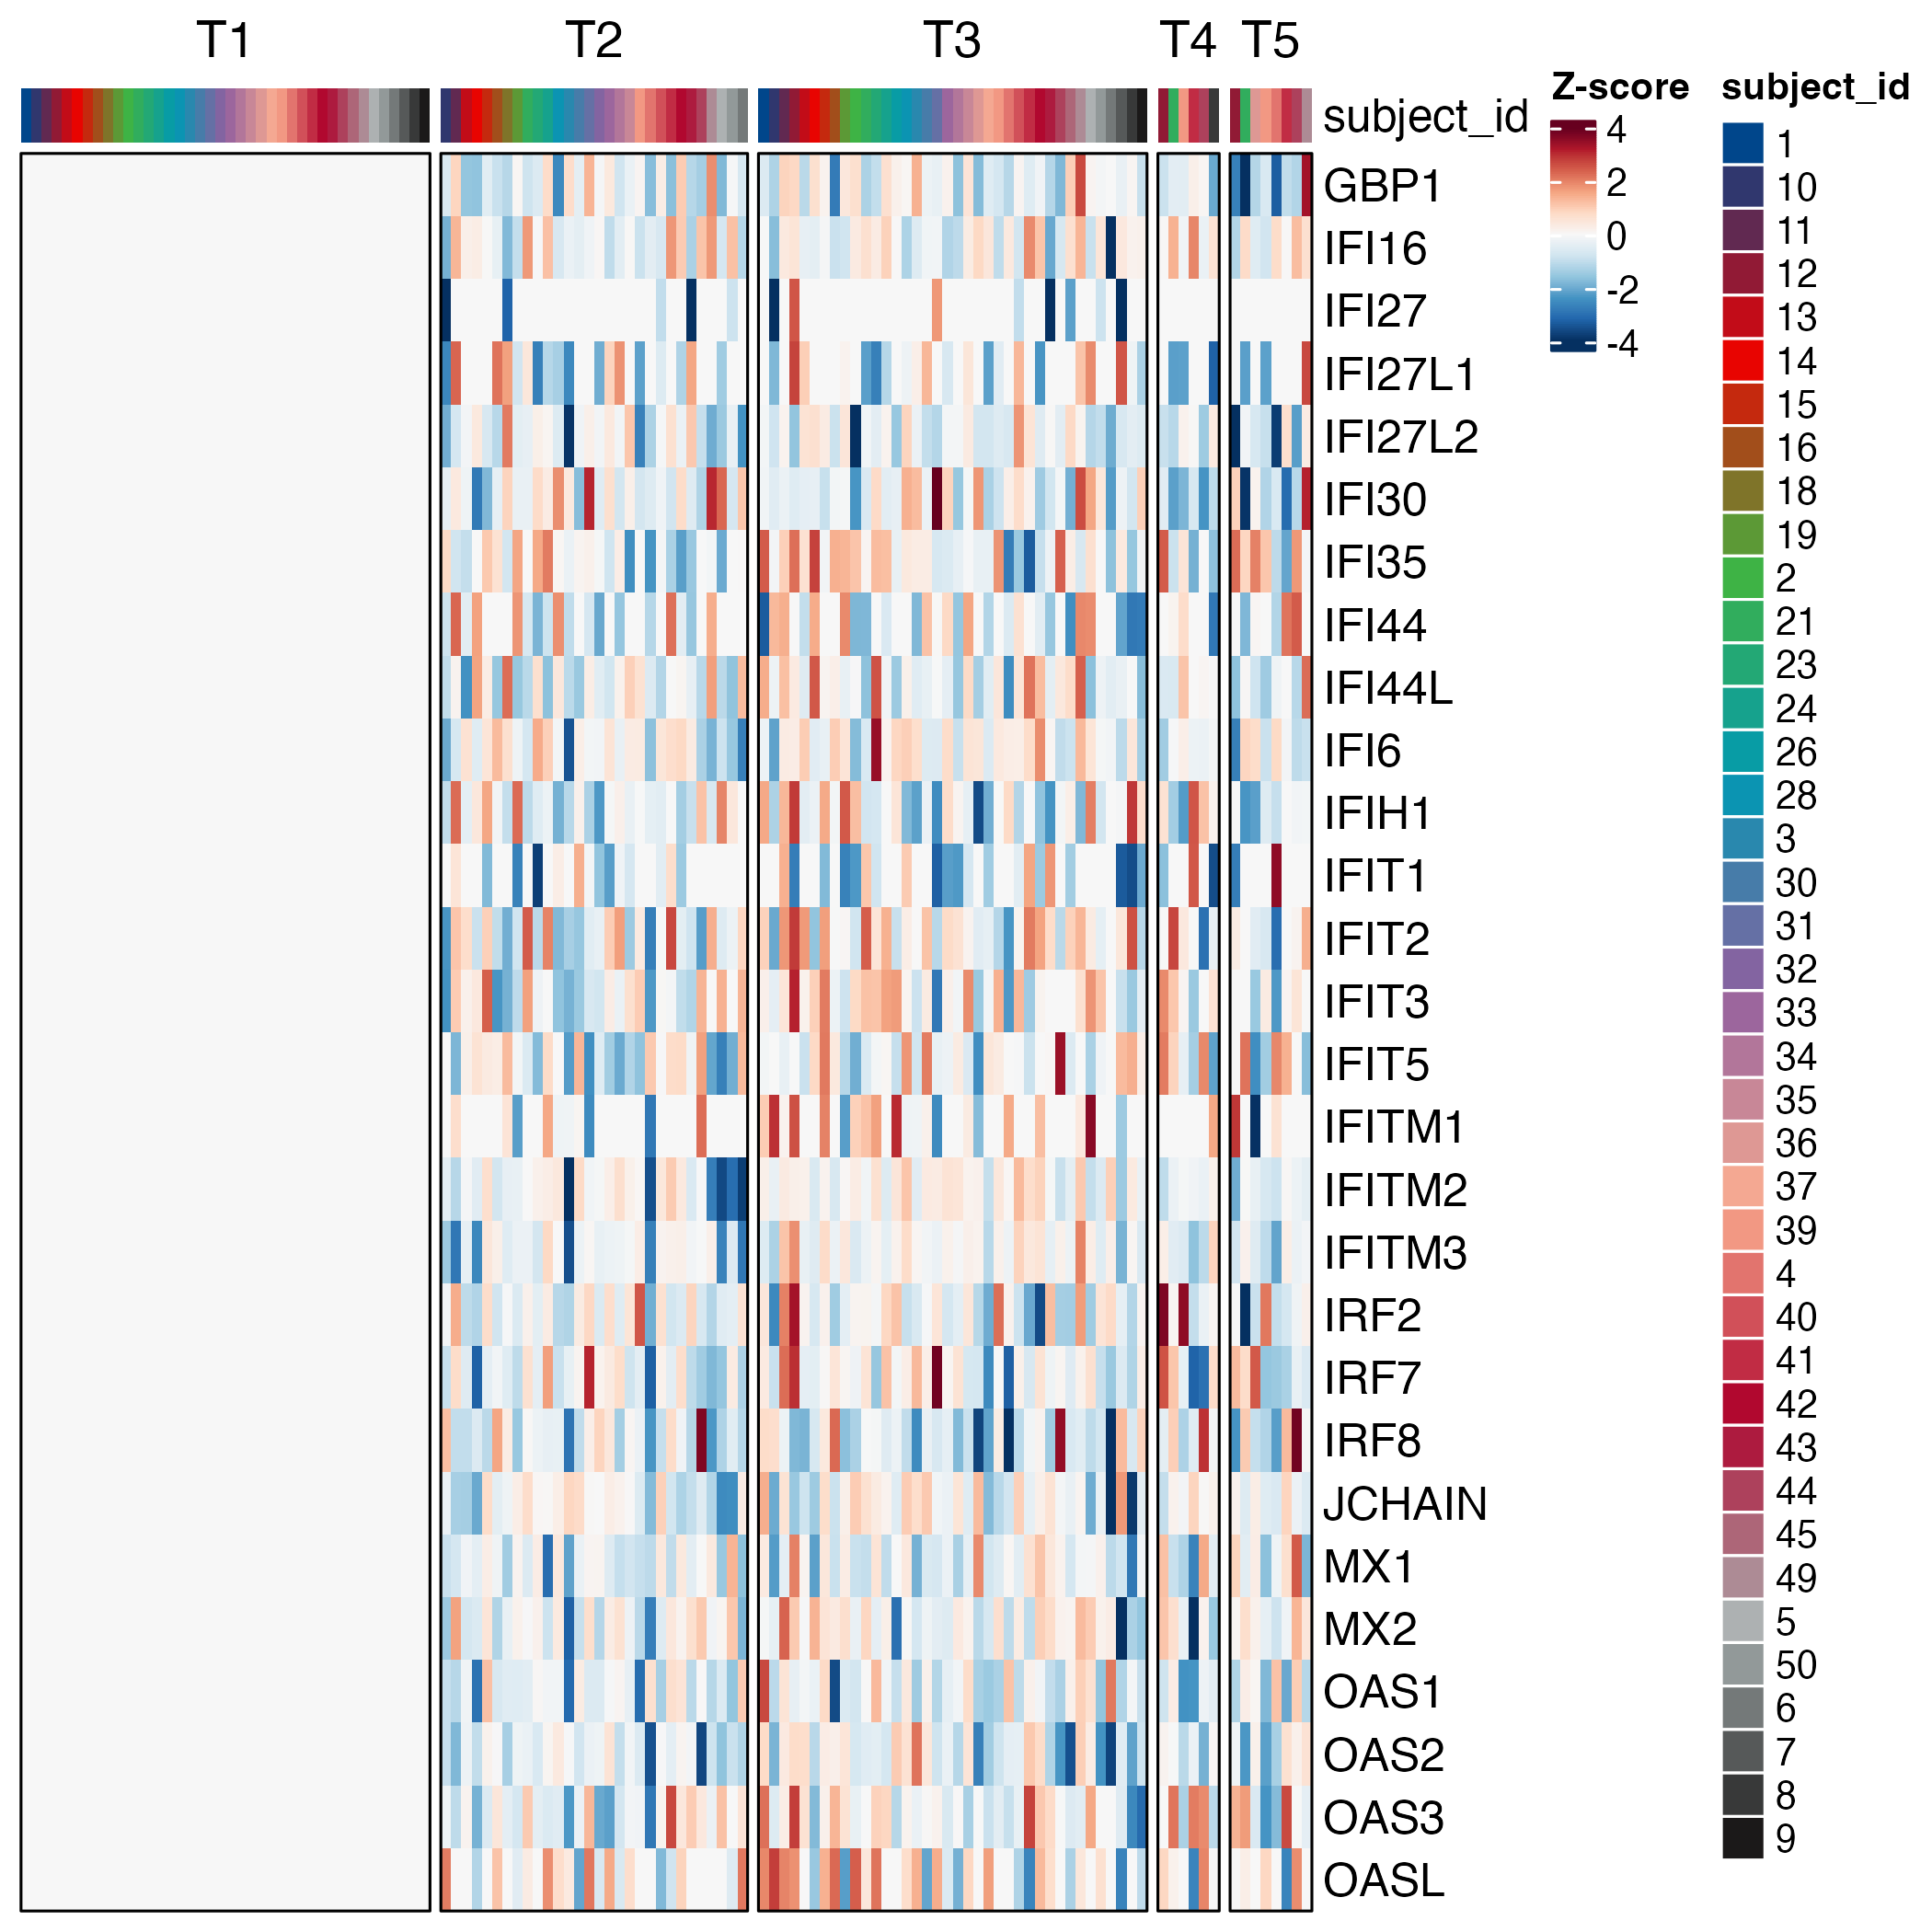 T1 T2 T3 T4 T5
subject_id
GBP1
IFI16
IFI27
IFI27L1
IFI27L2
IFI30
IFI35
IFI44
IFI44L
IFI6
IFIH1
IFIT1
IFIT2
IFIT3
IFIT5
IFITM1
IFITM2
IFITM3
IRF2
IRF7
IRF8
JCHAIN
MX1
MX2
OAS1
OAS2
OAS3
OASL
Z-score
4
2
0
-2
-4
subject_id
1
10
11
12
13
14
15
16
18
19
2
21
23
24
26
28
3
30
31
32
33
34
35
36
37
39
4
40
41
42
43
44
45
49
5
50
6
7
8
9